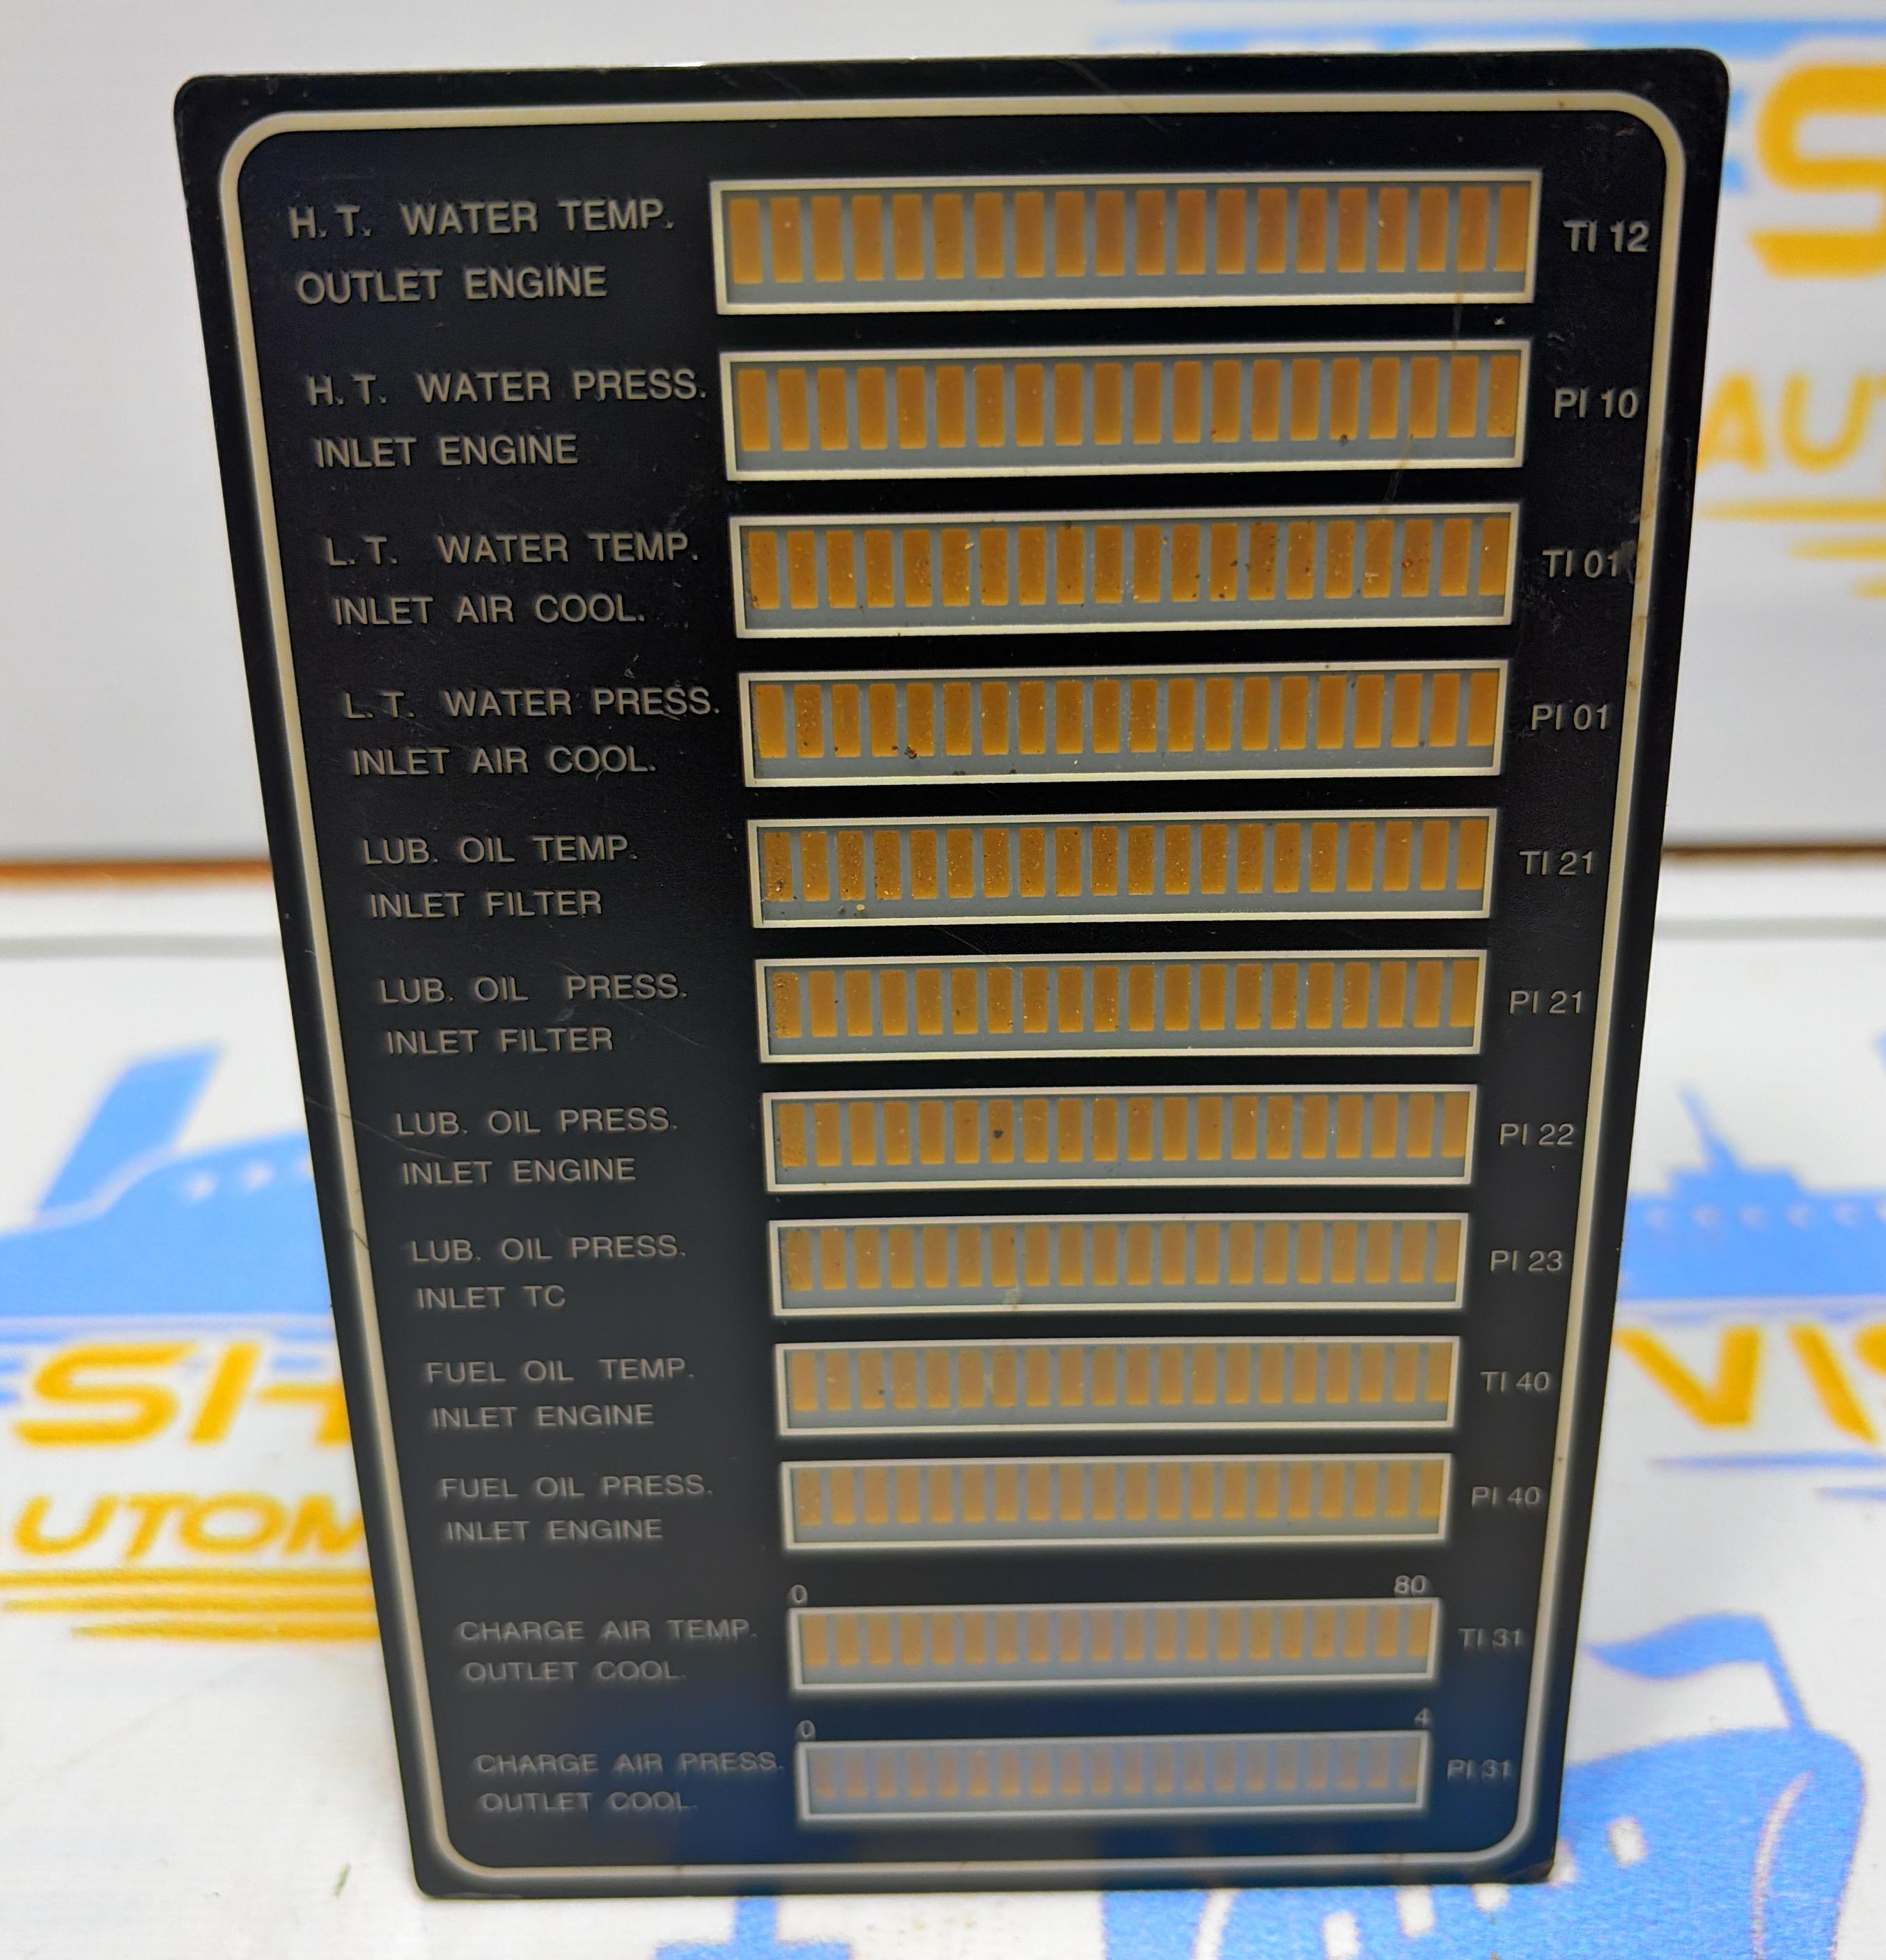 H.T. WATER TEMP.
OUTLET ENGINE
TI 12
H.T. WATER PRESS.
INLET ENGINE
PI 10
L.T. WATER TEMP.
INLET AIR COOL.
TI 01
L.T. WATER PRESS.
INLET AIR COOL.
PI 01
LUB. OIL TEMP.
INLET FILTER
TI 21
LUB. OIL PRESS.
INLET FILTER
PI 21
LUB. OIL PRESS.
INLET ENGINE
PI 22
LUB. OIL PRESS.
INLET TC
PI 23
FUEL OIL TEMP.
INLET ENGINE
TI 40
FUEL OIL PRESS.
INLET ENGINE
PI 40
0 80
CHARGE AIR TEMP.
OUTLET COOL.
TI 31
0 4
CHARGE AIR PRESS.
OUTLET COOL.
PI 31